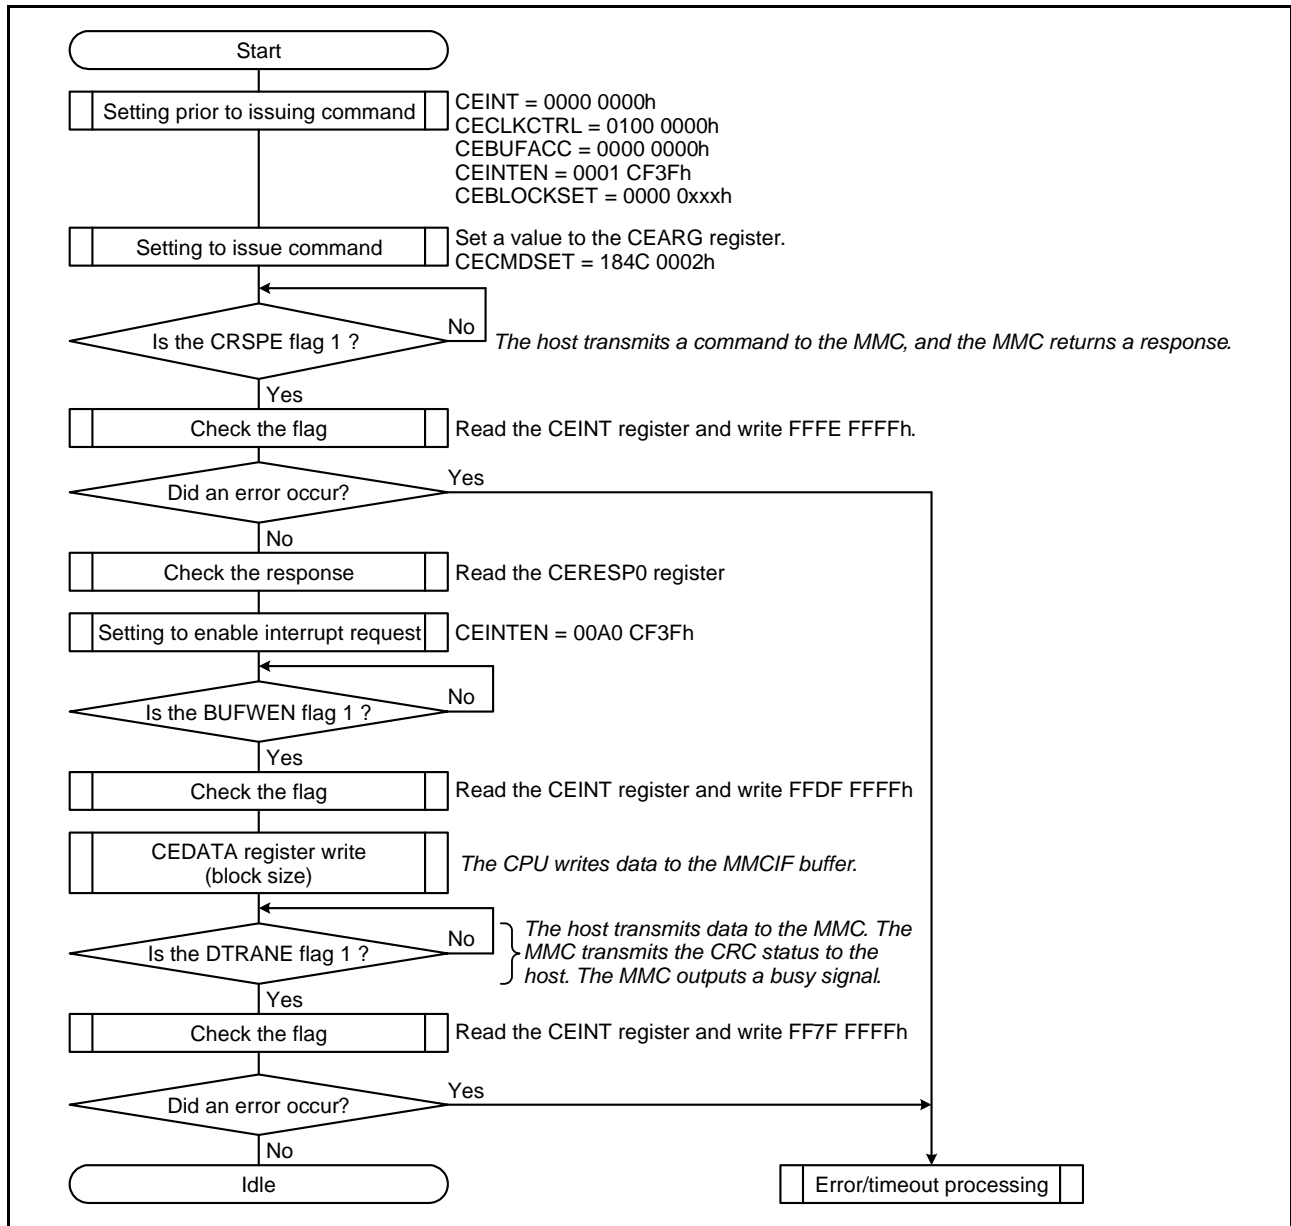 Start
Setting prior to issuing command
CEINT = 0000 0000h
CECLKCTRL = 0100 0000h
CEBUFACC = 0000 0000h
CEINTEN = 0001 CF3Fh
CEBLOCKSET = 0000 0xxxh
Setting to issue command
Set a value to the CEARG register.
CECMDSET = 184C 0002h
Is the CRSPE flag 1 ?
No
The host transmits a command to the MMC, and the MMC returns a response.
Yes
Check the flag
Read the CEINT register and write FFFE FFFFh.
Did an error occur?
Yes
No
Check the response
Read the CERESP0 register
Setting to enable interrupt request
CEINTEN = 00A0 CF3Fh
Is the BUFWEN flag 1 ?
No
Yes
Check the flag
Read the CEINT register and write FFDF FFFFh
CEDATA register write
(block size)
The CPU writes data to the MMCIF buffer.
Is the DTRANE flag 1 ?
No
The host transmits data to the MMC. The
MMC transmits the CRC status to the
host. The MMC outputs a busy signal.
Yes
Check the flag
Read the CEINT register and write FF7F FFFFh
Did an error occur?
Yes
No
Idle
Error/timeout processing